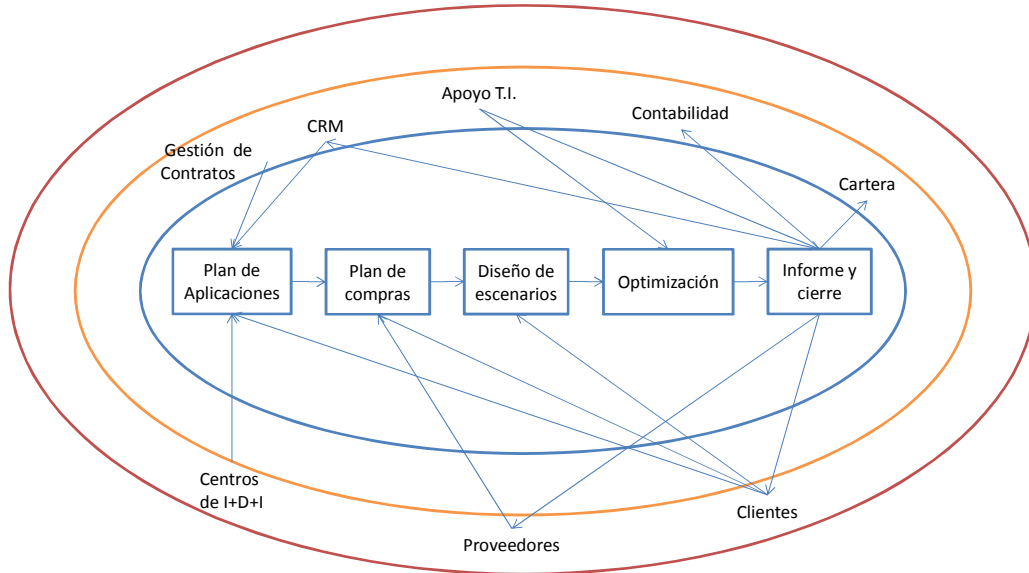 Apoyo T.I.
Contabilidad
CRM
Gestión de
Contratos
Cartera
Plan de
Aplicaciones
Plan de
compras
Diseño de
escenarios
Optimización
Informe y
cierre
Centros
de I+D+I
Clientes
Proveedores